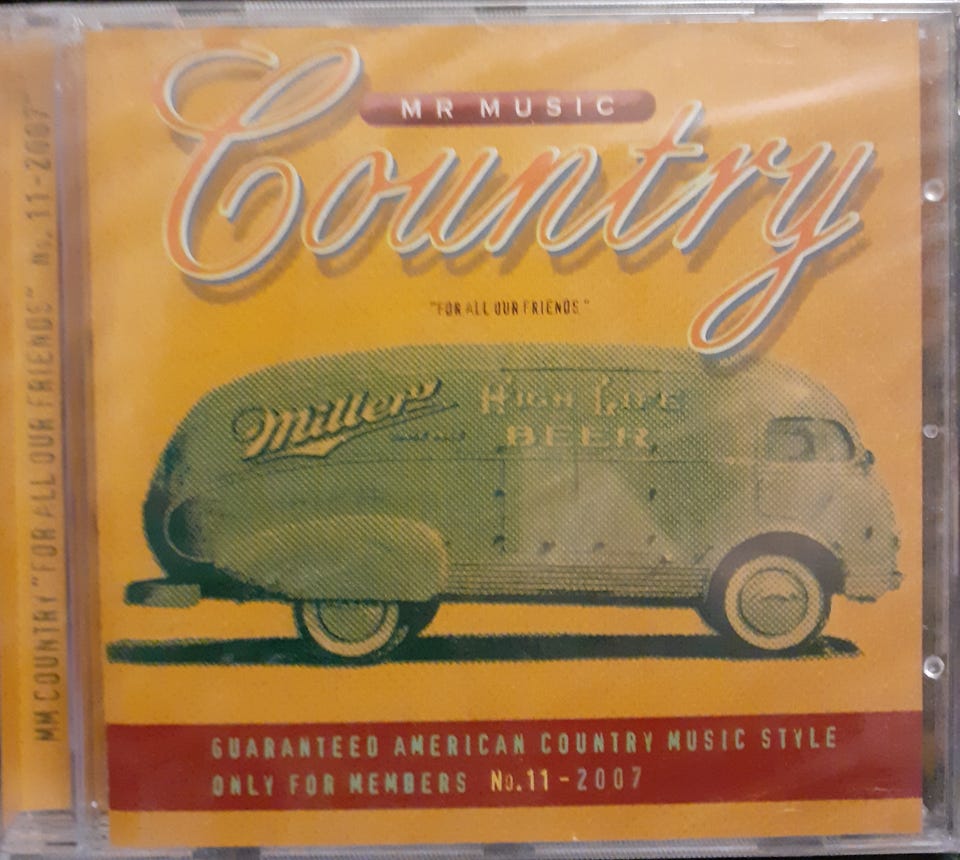 MR MUSIC
Country
"FOR ALL OUR FRIENDS"
Miller
HIGH LIFE
BEER
GUARANTEED AMERICAN COUNTRY MUSIC STYLE
ONLY FOR MEMBERS No.11-2007
MM COUNTRY "FOR ALL OUR FRIENDS" n. 11-2007